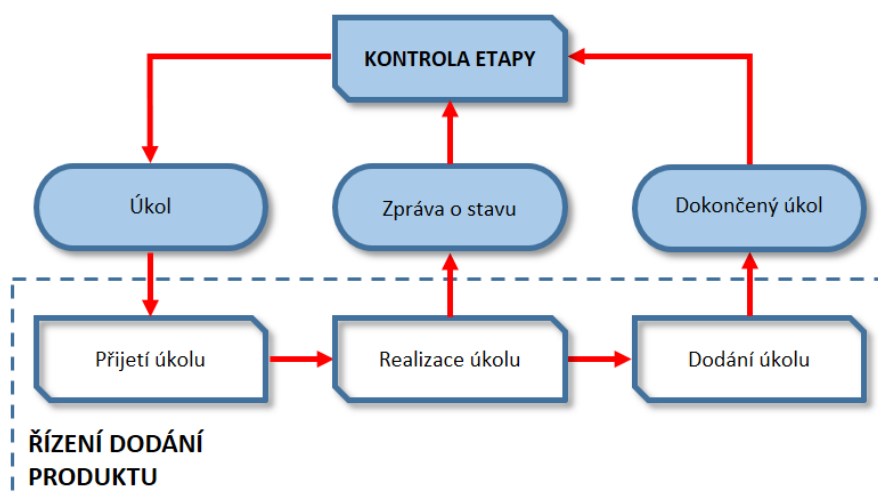 KONTROLA ETAPY
Úkol
Zpráva o stavu
Dokončený úkol
Přijetí úkolu
Realizace úkolu
Dodání úkolu
ŘÍZENÍ DODÁNÍ
PRODUKTU